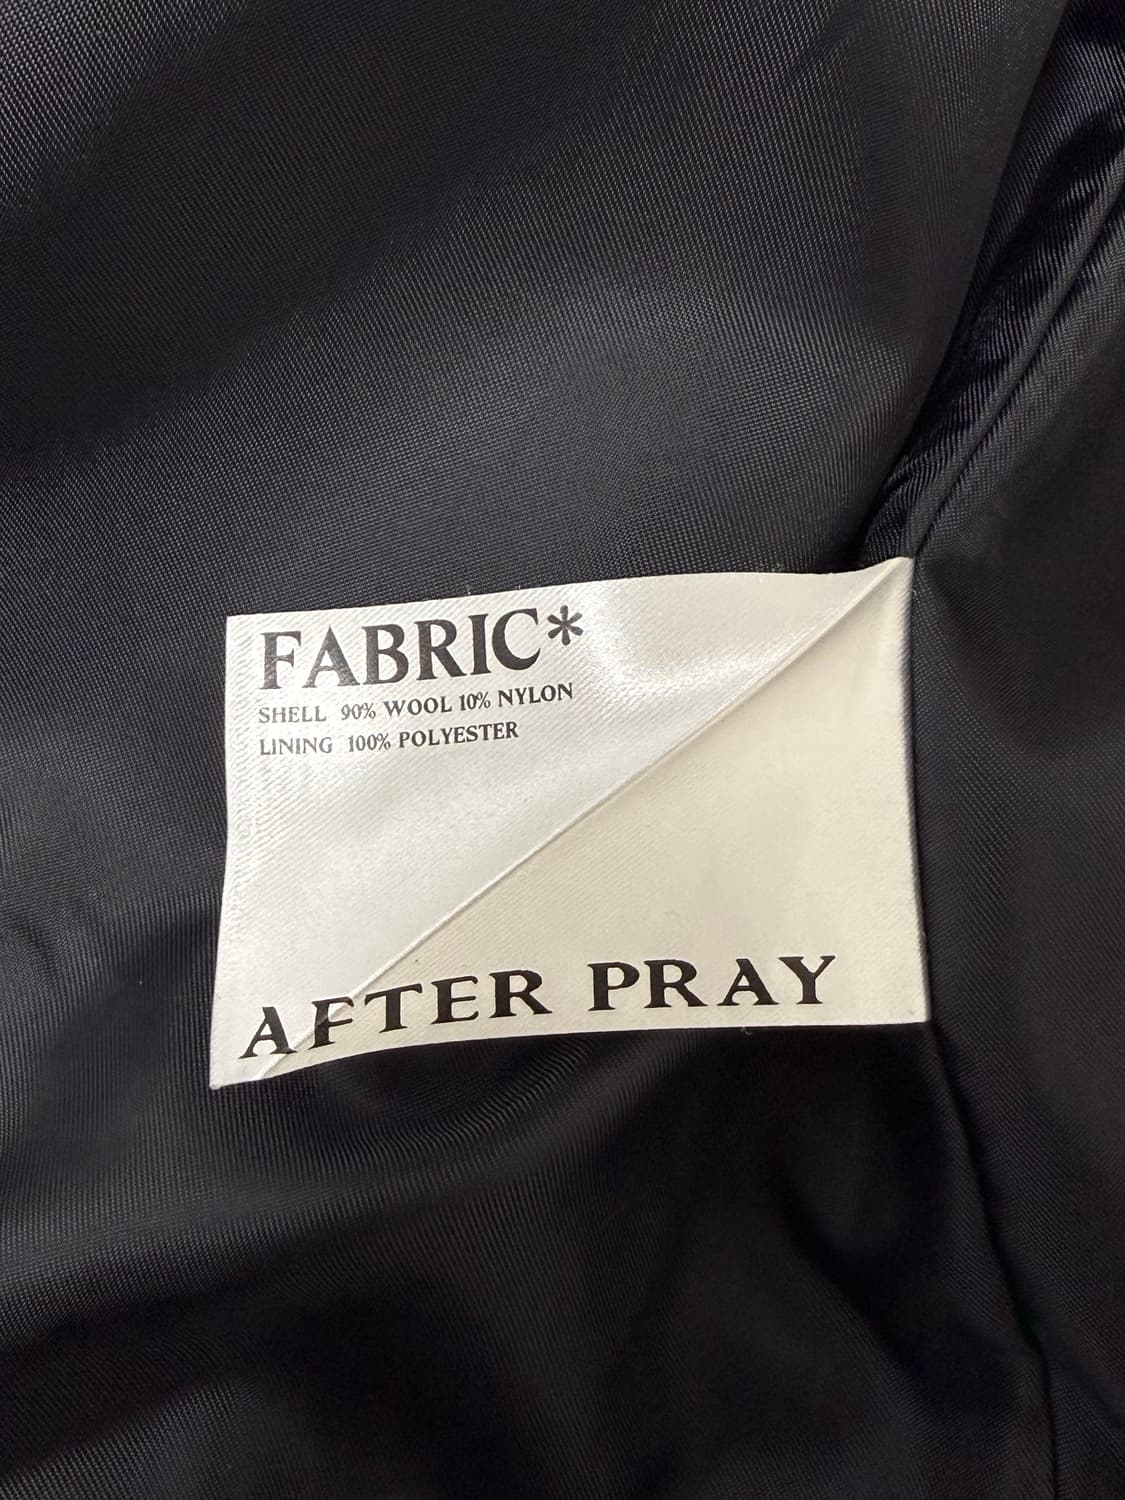 FABRIC*
SHELL 90% WOOL 10% NYLON
LINING 100% POLYESTER
AFTER PRAY